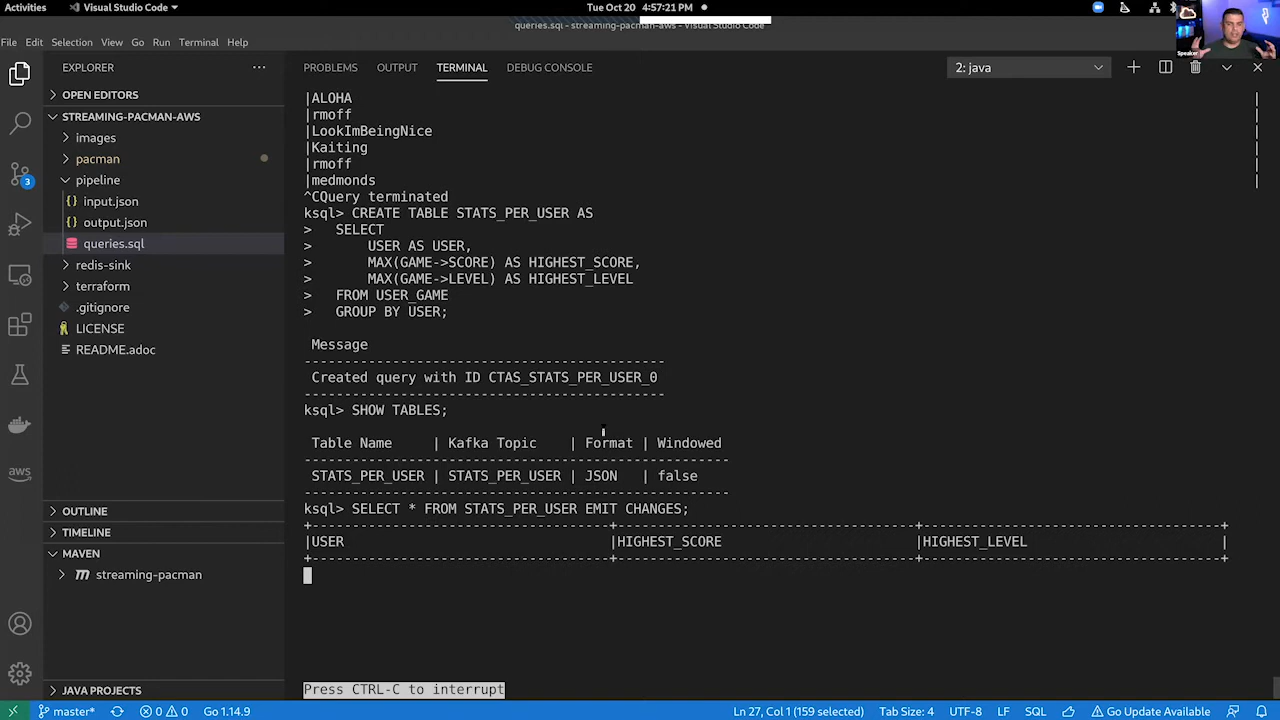 Activities
Visual Studio Code
Tue Oct 20 4:57:21 PM
queries.sql - streaming-pacman-aws - Visual Studio Code
Speaker
File Edit Selection View Go Run Terminal Help
EXPLORER
PROBLEMS OUTPUT TERMINAL DEBUG CONSOLE
2: java
OPEN EDITORS
STREAMING-PACMAN-AWS
images
pacman
pipeline
input.json
output.json
queries.sql
redis-sink
terraform
.gitignore
LICENSE
README.adoc
OUTLINE
TIMELINE
MAVEN
streaming-pacman
JAVA PROJECTS
3
aws
|ALOHA |
|rmoff |
|LookImBeingNice |
|Kaiting |
|rmoff |
|medmonds |
^CQuery terminated
ksql> CREATE TABLE STATS_PER_USER AS
> SELECT
> USER AS USER,
> MAX(GAME->SCORE) AS HIGHEST_SCORE,
> MAX(GAME->LEVEL) AS HIGHEST_LEVEL
> FROM USER_GAME
> GROUP BY USER;
Message
---------------------------------------------
Created query with ID CTAS_STATS_PER_USER_0
---------------------------------------------
ksql> SHOW TABLES;
Table Name | Kafka Topic | Format | Windowed
-----------------------------------------------------
STATS_PER_USER | STATS_PER_USER | JSON | false
-----------------------------------------------------
ksql> SELECT * FROM STATS_PER_USER EMIT CHANGES;
+--------------------------------------+--------------------------------------+--------------------------------------+
|USER |HIGHEST_SCORE |HIGHEST_LEVEL |
+--------------------------------------+--------------------------------------+--------------------------------------+
Press CTRL-C to interrupt
master* 0 0 Go 1.14.9
Ln 27, Col 1 (159 selected) Tab Size: 4 UTF-8 LF SQL Go Update Available